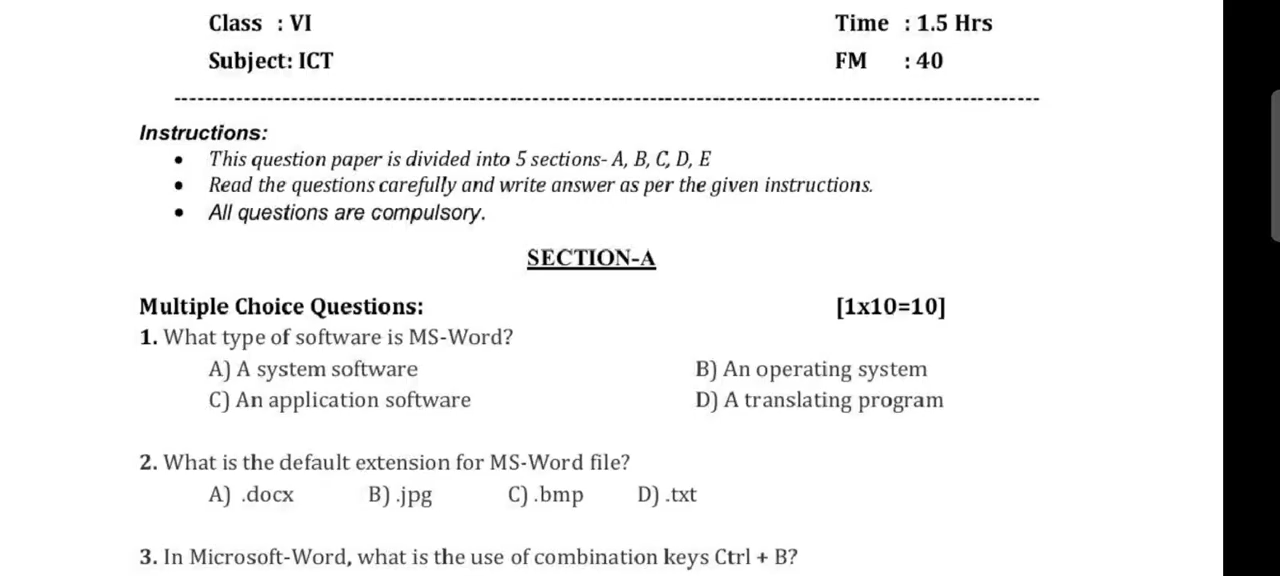 Class : VI Time : 1.5 Hrs
Subject: ICT FM : 40
Instructions:
• This question paper is divided into 5 sections- A, B, C, D, E
• Read the questions carefully and write answer as per the given instructions.
• All questions are compulsory.
SECTION-A
Multiple Choice Questions: [1x10=10]
1. What type of software is MS-Word?
A) A system software B) An operating system
C) An application software D) A translating program
2. What is the default extension for MS-Word file?
A) .docx B) .jpg C) .bmp D) .txt
3. In Microsoft-Word, what is the use of combination keys Ctrl + B?